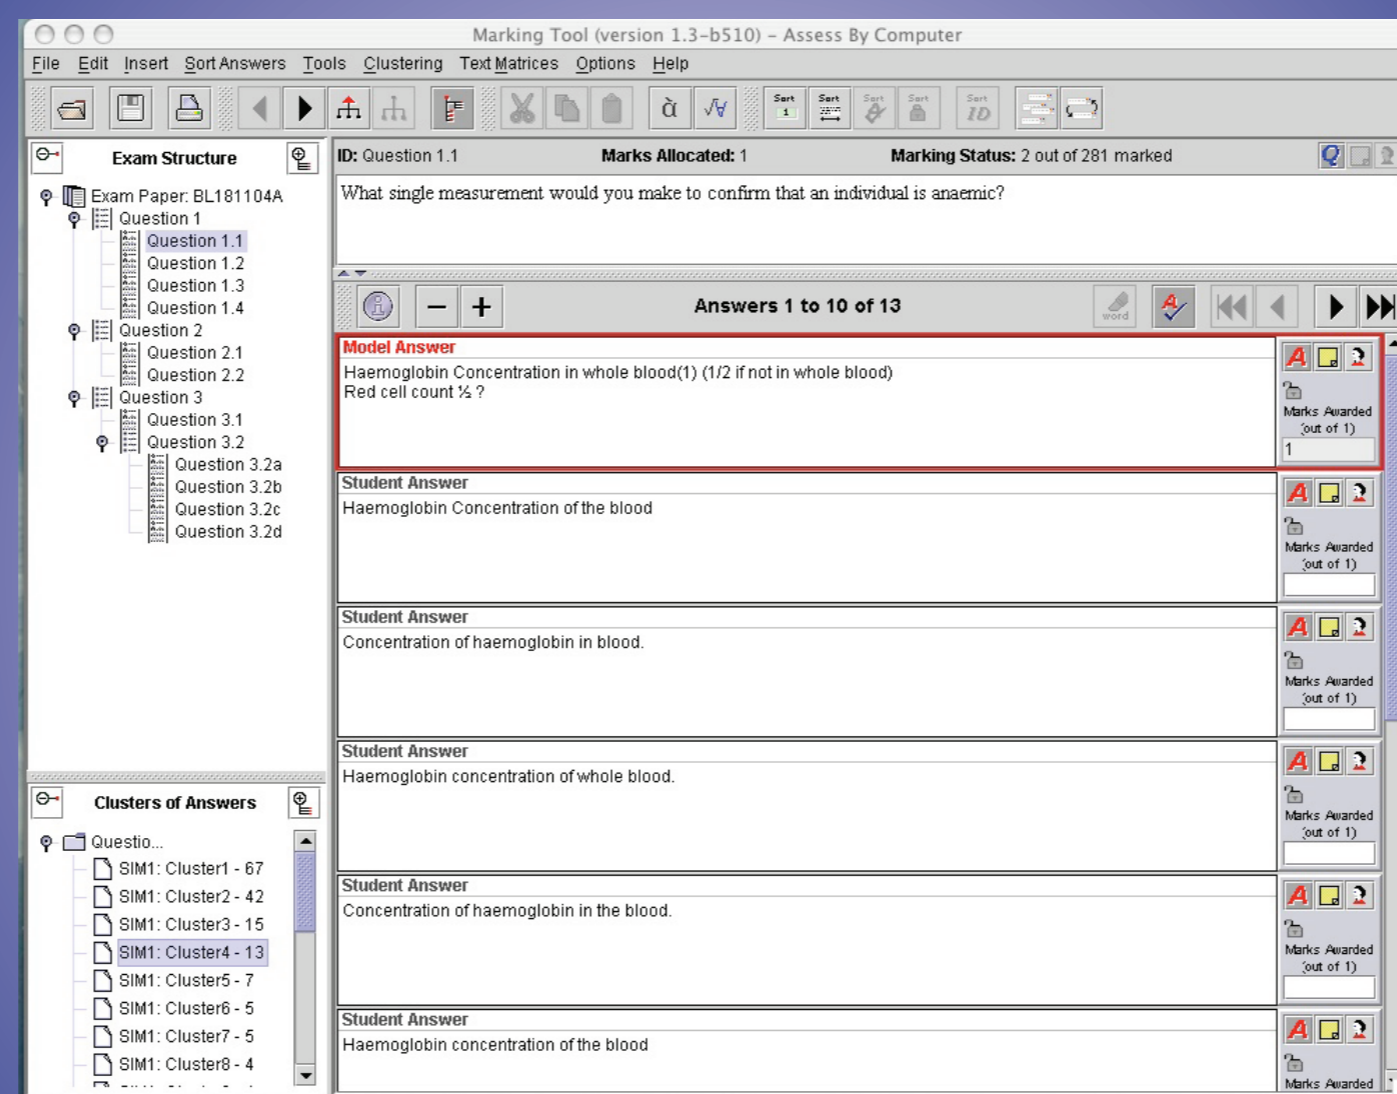 Marking Tool (version 1.3-b510) - Assess By Computer
File Edit Insert Sort Answers Tools Clustering Text Matrices Options Help
à √∀ Sort 1 Sort Sort Sort Sort ID
Exam Structure
Exam Paper: BL181104A
Question 1
Question 1.1
Question 1.2
Question 1.3
Question 1.4
Question 2
Question 2.1
Question 2.2
Question 3
Question 3.1
Question 3.2
Question 3.2a
Question 3.2b
Question 3.2c
Question 3.2d
Clusters of Answers
Questio...
SIM1: Cluster1 - 67
SIM1: Cluster2 - 42
SIM1: Cluster3 - 15
SIM1: Cluster4 - 13
SIM1: Cluster5 - 7
SIM1: Cluster6 - 5
SIM1: Cluster7 - 5
SIM1: Cluster8 - 4
ID: Question 1.1 Marks Allocated: 1 Marking Status: 2 out of 281 marked Q
What single measurement would you make to confirm that an individual is anaemic?
Answers 1 to 10 of 13 word A
Model Answer
Haemoglobin Concentration in whole blood(1) (1/2 if not in whole blood)
Red cell count ½ ?
A
Marks Awarded
(out of 1)
1
Student Answer
Haemoglobin Concentration of the blood
A
Marks Awarded
(out of 1)
Student Answer
Concentration of haemoglobin in blood.
A
Marks Awarded
(out of 1)
Student Answer
Haemoglobin concentration of whole blood.
A
Marks Awarded
(out of 1)
Student Answer
Concentration of haemoglobin in the blood.
A
Marks Awarded
(out of 1)
Student Answer
Haemoglobin concentration of the blood
A
Marks Awarded